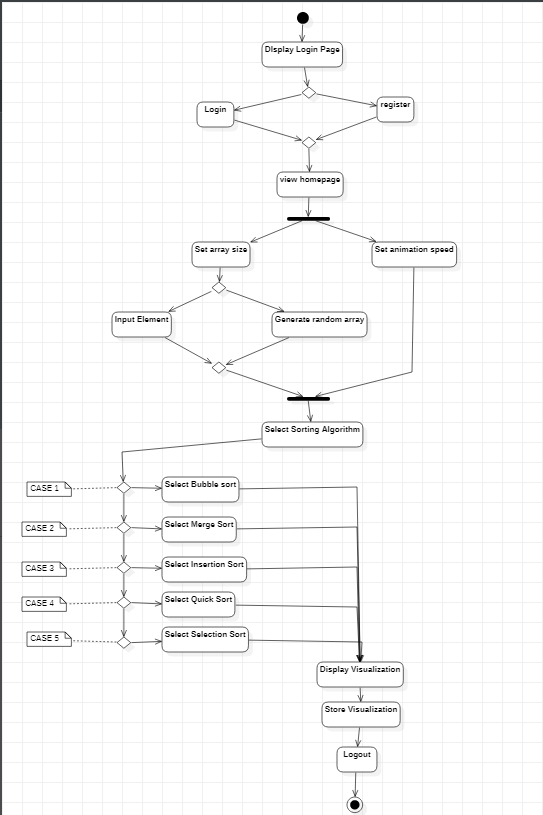 DIsplay Login Page
Login
register
view homepage
Set array size
Set animation speed
Input Element
Generate random array
Select Sorting Algorithm
CASE 1
Select Bubble sort
CASE 2
Select Merge Sort
CASE 3
Select Insertion Sort
CASE 4
Select Quick Sort
CASE 5
Select Selection Sort
Display Visualization
Store Visualization
Logout